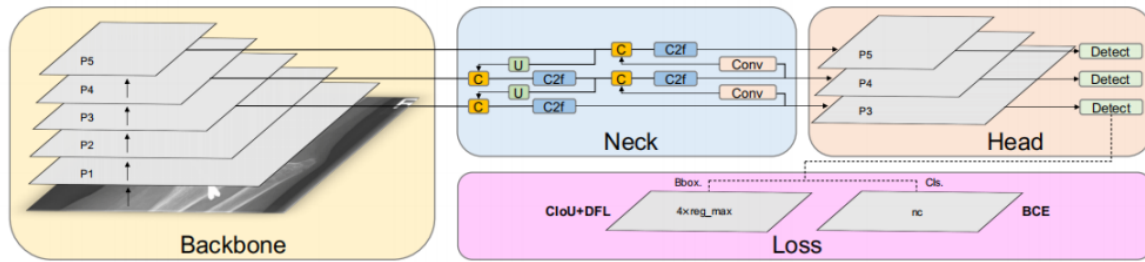 P5
P4
P3
P2
P1
Backbone
C C2f
U Conv
C C2f C C2f
U Conv
C C2f
Neck
P5
P4
P3
Detect
Detect
Detect
Head
Bbox. Cls.
CIoU+DFL 4×reg_max nc BCE
Loss